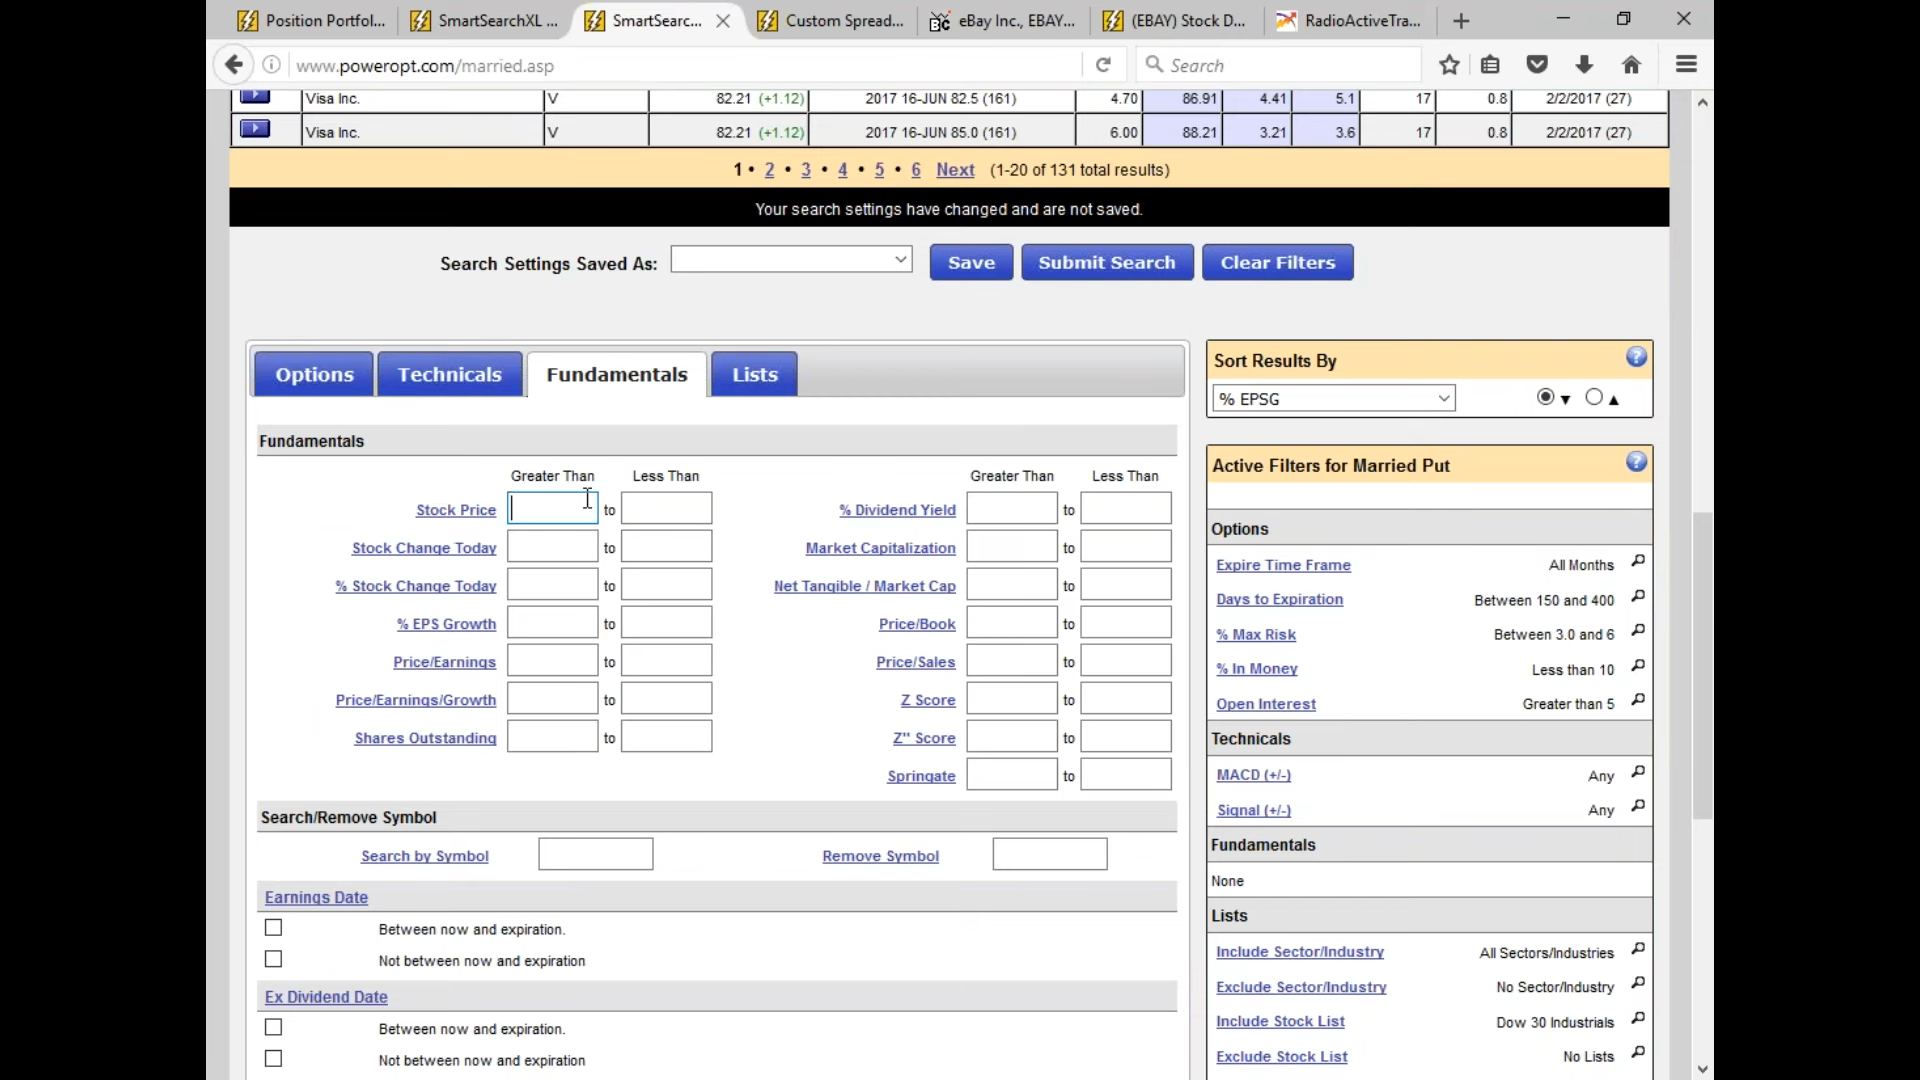 Position Portfol... SmartSearchXL ... SmartSearc... Custom Spread... eBay Inc., EBAY... (EBAY) Stock D... RadioActiveTra...
www.poweropt.com/married.asp Search
Visa Inc. V 82.21 (+1.12) 2017 16-JUN 82.5 (161) 4.70 86.91 4.41 5.1 17 0.8 2/2/2017 (27)
Visa Inc. V 82.21 (+1.12) 2017 16-JUN 85.0 (161) 6.00 88.21 3.21 3.6 17 0.8 2/2/2017 (27)
1 • 2 • 3 • 4 • 5 • 6 Next (1-20 of 131 total results)
Your search settings have changed and are not saved.
Search Settings Saved As: Save Submit Search Clear Filters
Options Technicals Fundamentals Lists
Fundamentals
Greater Than Less Than Greater Than Less Than
Stock Price to % Dividend Yield to
Stock Change Today to Market Capitalization to
% Stock Change Today to Net Tangible / Market Cap to
% EPS Growth to Price/Book to
Price/Earnings to Price/Sales to
Price/Earnings/Growth to Z Score to
Shares Outstanding to Z" Score to
Springate to
Search/Remove Symbol
Search by Symbol Remove Symbol
Earnings Date
Between now and expiration.
Not between now and expiration
Ex Dividend Date
Between now and expiration.
Not between now and expiration
Sort Results By ?
% EPSG ▼ ▲
Active Filters for Married Put ?
Options
Expire Time Frame All Months
Days to Expiration Between 150 and 400
% Max Risk Between 3.0 and 6
% In Money Less than 10
Open Interest Greater than 5
Technicals
MACD (+/-) Any
Signal (+/-) Any
Fundamentals
None
Lists
Include Sector/Industry All Sectors/Industries
Exclude Sector/Industry No Sector/Industry
Include Stock List Dow 30 Industrials
Exclude Stock List No Lists